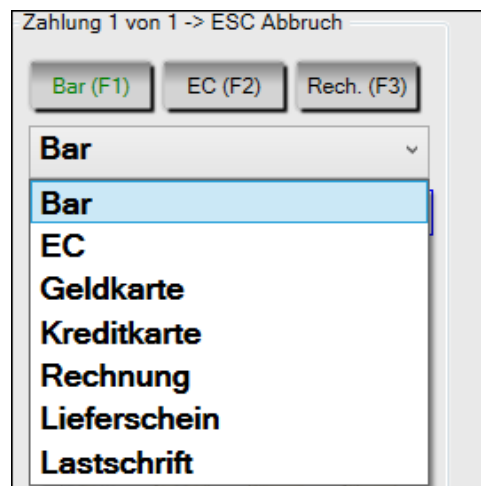 Zahlung 1 von 1 -> ESC Abbruch
Bar (F1) EC (F2) Rech. (F3)
Bar
Bar
EC
Geldkarte
Kreditkarte
Rechnung
Lieferschein
Lastschrift